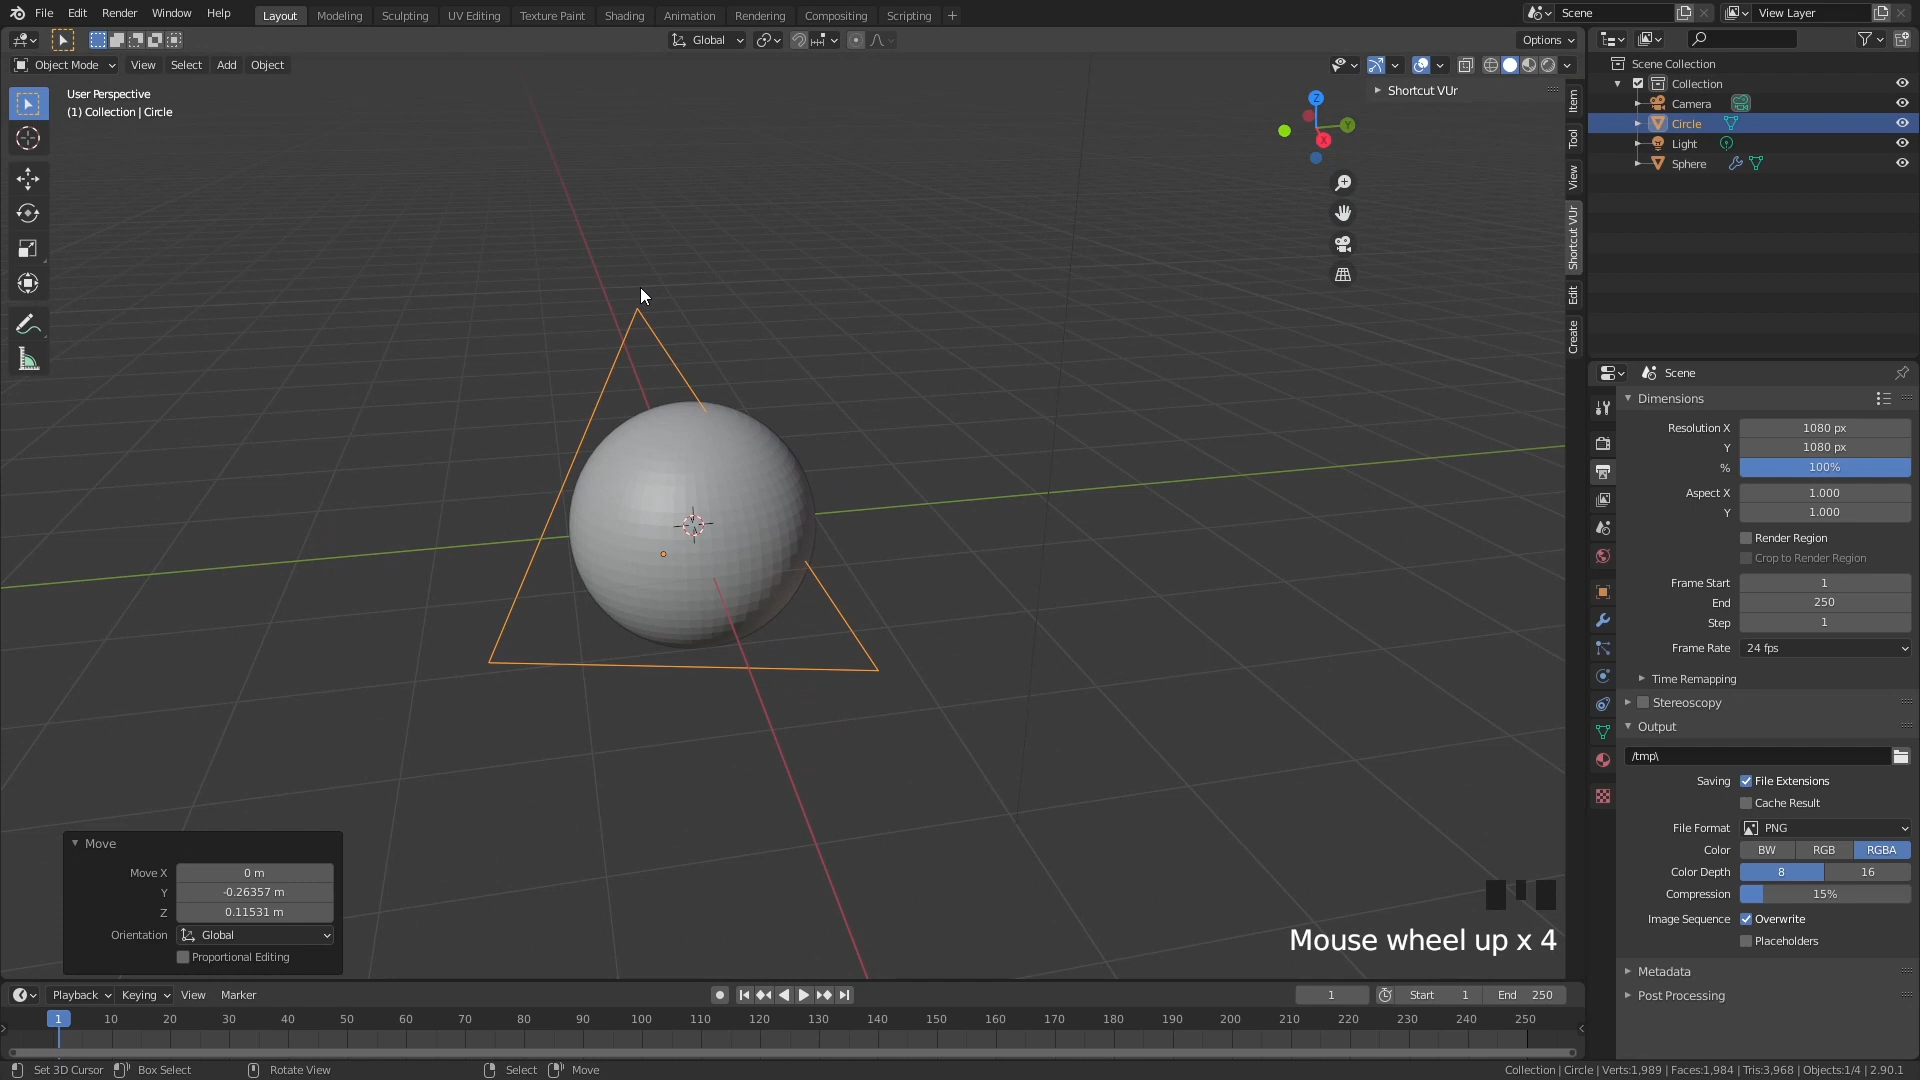 File Edit Render Window Help
Layout Modeling Sculpting UV Editing Texture Paint Shading Animation Rendering Compositing Scripting +
Scene
View Layer
Global
Options
Object Mode View Select Add Object
User Perspective
(1) Collection | Circle
Shortcut VUr
Z
Y
X
Item
Tool
View
Shortcut VUr
Edit
Create
Scene Collection
Collection
Camera
Circle
Light
Sphere
Scene
Dimensions
Resolution X 1080 px
Y 1080 px
% 100%
Aspect X 1.000
Y 1.000
Render Region
Crop to Render Region
Frame Start 1
End 250
Step 1
Frame Rate 24 fps
Time Remapping
Stereoscopy
Output
/tmp\
Saving File Extensions
Cache Result
File Format PNG
Color BW RGB RGBA
Color Depth 8 16
Compression 15%
Image Sequence Overwrite
Placeholders
Metadata
Post Processing
Move
Move X 0 m
Y -0.26357 m
Z 0.11531 m
Orientation Global
Proportional Editing
Mouse wheel up x 4
Playback Keying View Marker
1 Start 1 End 250
1 10 20 30 40 50 60 70 80 90 100 110 120 130 140 150 160 170 180 190 200 210 220 230 240 250
Set 3D Cursor Box Select Rotate View Select Move
Collection | Circle | Verts:1,989 | Faces:1,984 | Tris:3,968 | Objects:1/4 | 2.90.1